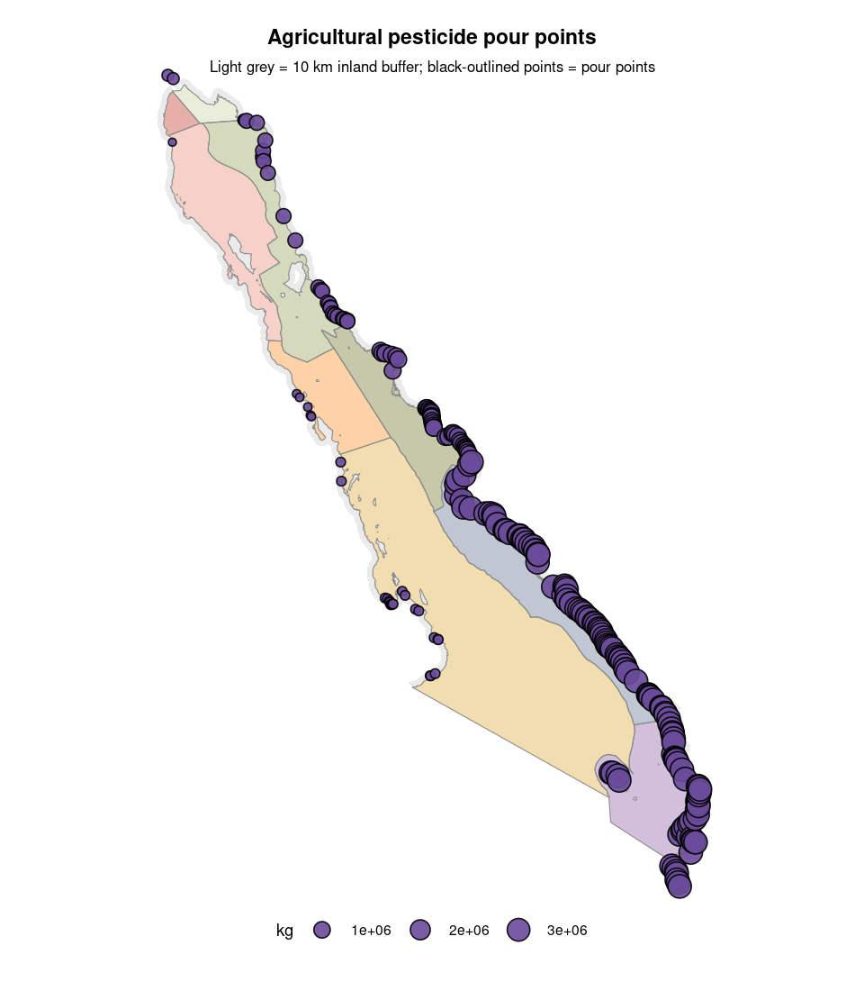 Agricultural pesticide pour points
Light grey = 10 km inland buffer; black-outlined points = pour points
kg 1e+06 2e+06 3e+06